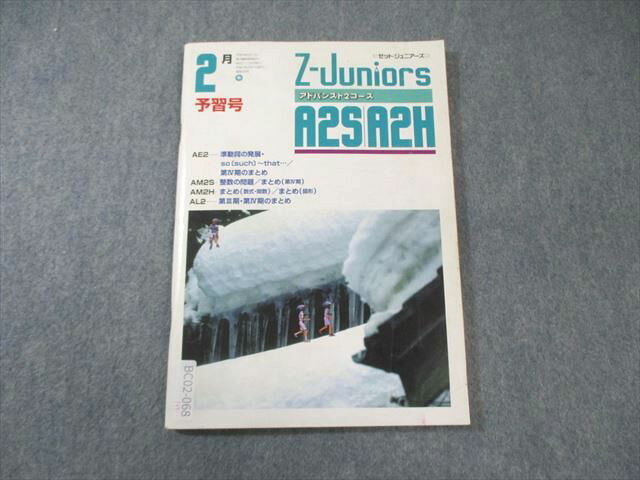 2月
予習号
ゼット・ジュニアーズ
Z-Juniors
アドバンスト2コース
A2SA2H
AE2 準動詞の発展・
so(such)~that…/
第Ⅳ期のまとめ
AM2S 整数の問題/まとめ(第Ⅳ期)
AM2H まとめ(数式・関数)/まとめ(図形)
AL2 第Ⅲ期・第Ⅳ期のまとめ
BC02-068